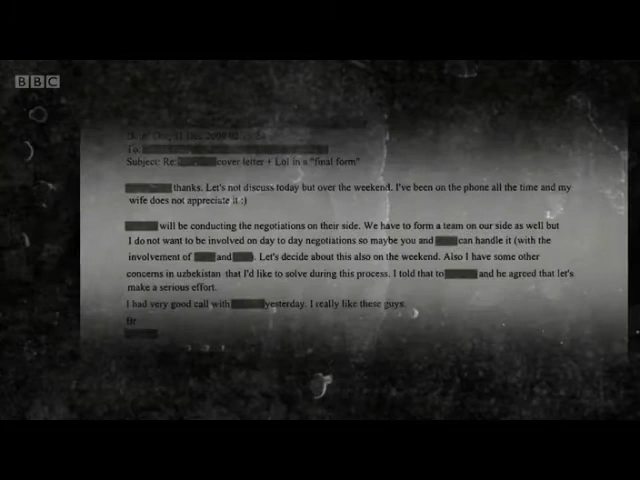 BBC
To:
Subject: Re: cover letter + LoI in a "final form"
thanks. Let's not discuss today but over the weekend. I've been on the phone all the time and my
wife does not appreciate it :)
will be conducting the negotiations on their side. We have to form a team on our side as well but
I do not want to be involved on day to day negotiations so maybe you and can handle it (with the
involvement of and ). Let's decide about this also on the weekend. Also I have some other
concerns in uzbekistan that I'd like to solve during this process. I told that to and he agreed that let's
make a serious effort.
I had very good call with yesterday. I really like these guys.
Br